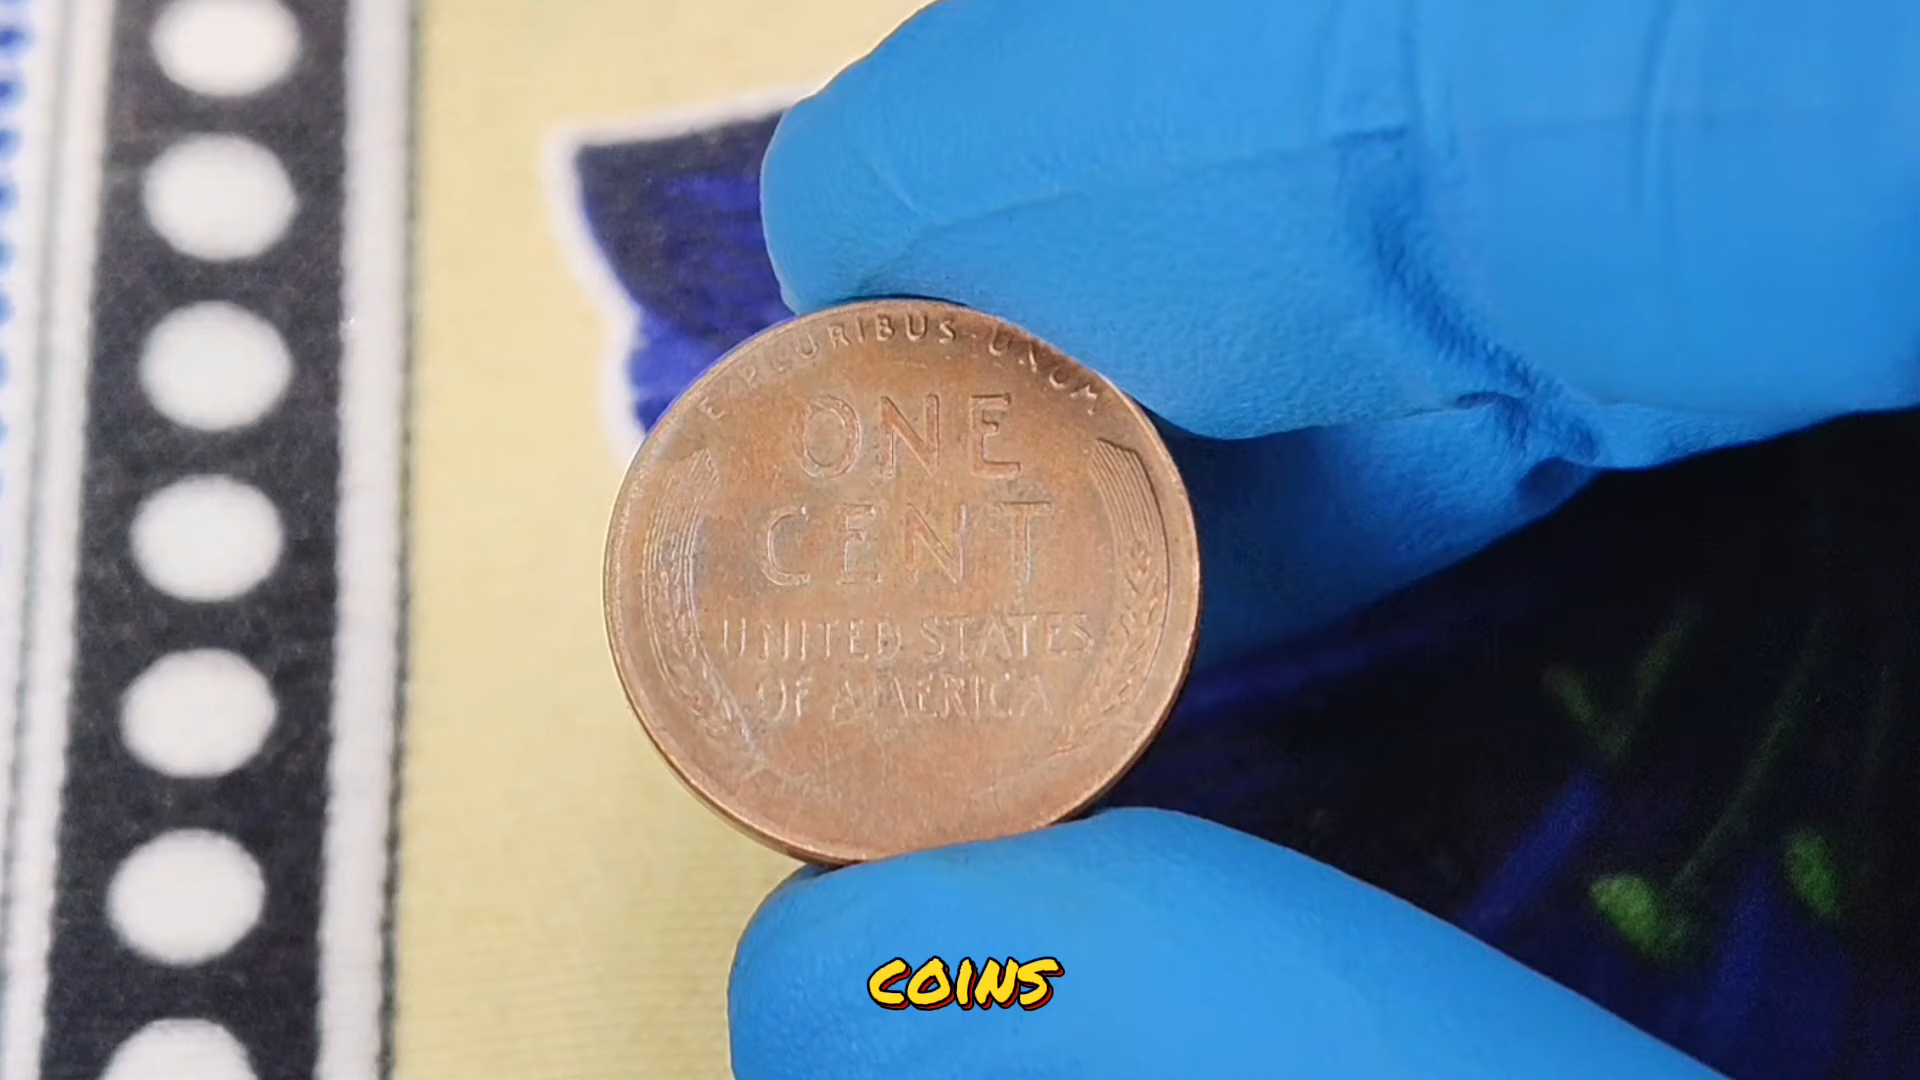 E·PLURIBUS·UNUM
ONE
CENT
UNITED STATES
OF AMERICA
COINS